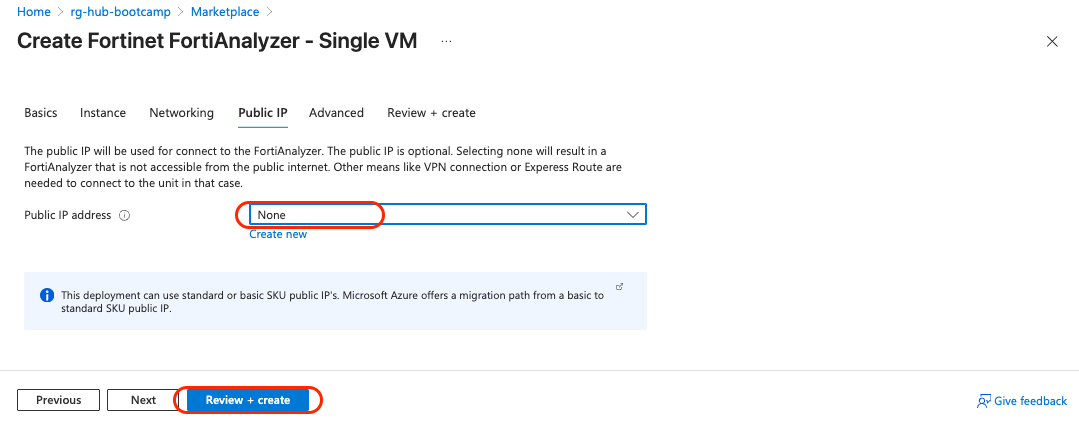 Home > rg-hub-bootcamp > Marketplace >
Create Fortinet FortiAnalyzer - Single VM ...
Basics Instance Networking Public IP Advanced Review + create
The public IP will be used for connect to the FortiAnalyzer. The public IP is optional. Selecting none will result in a
FortiAnalyzer that is not accessible from the public internet. Other means like VPN connection or Experess Route are
needed to connect to the unit in that case.
Public IP address None
Create new
This deployment can use standard or basic SKU public IP's. Microsoft Azure offers a migration path from a basic to
standard SKU public IP.
Previous Next Review + create Give feedback